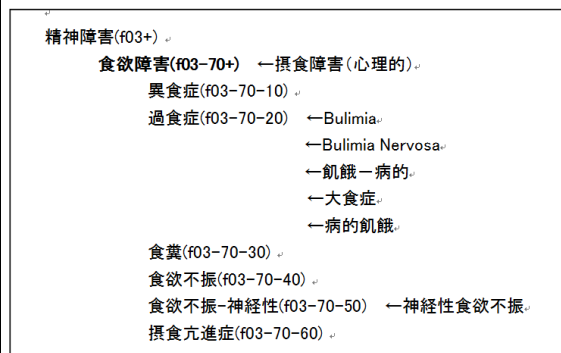 精神障害(f03+)
食欲障害(f03-70+) ←摂食障害(心理的)
異食症(f03-70-10)
過食症(f03-70-20) ←Bulimia
←Bulimia Nervosa
←飢餓－病的
←大食症
←病的飢餓
食糞(f03-70-30)
食欲不振(f03-70-40)
食欲不振-神経性(f03-70-50) ←神経性食欲不振
摂食亢進症(f03-70-60)